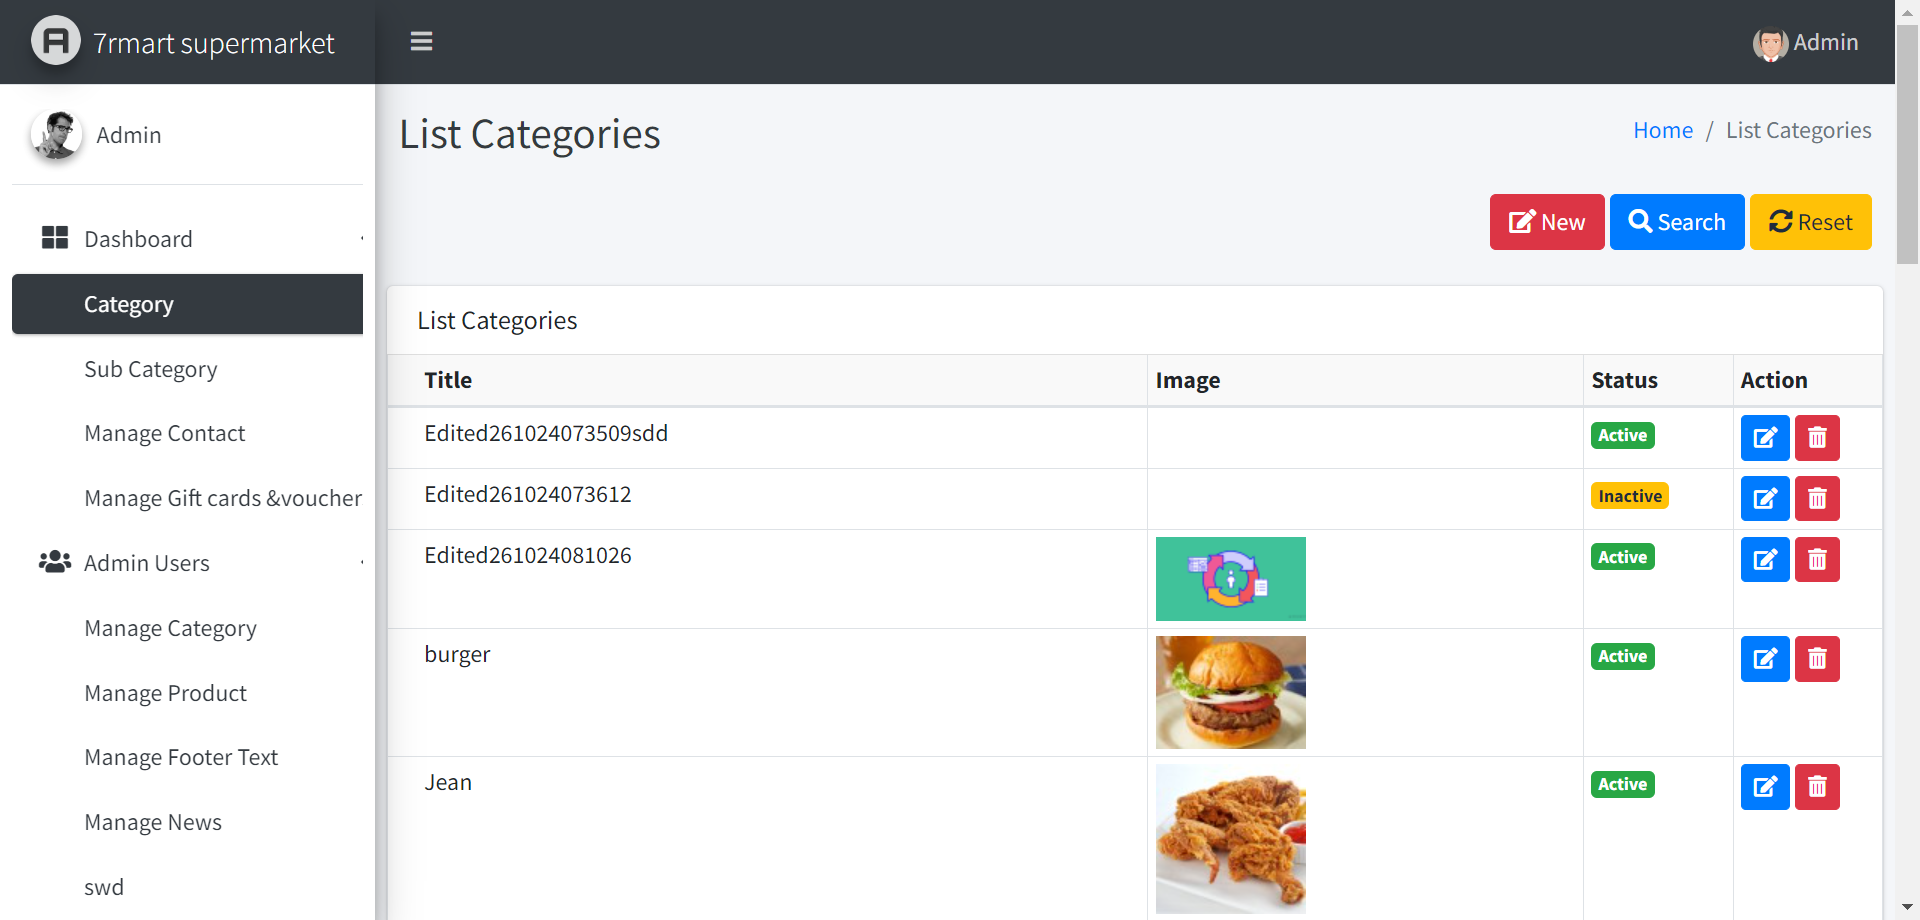 7rmart supermarket
Admin
Admin
List Categories
Home / List Categories
New
Search
Reset
Dashboard
Category
Sub Category
Manage Contact
Manage Gift cards &voucher
Admin Users
Manage Category
Manage Product
Manage Footer Text
Manage News
swd
List Categories
Title Image Status Action
Edited261024073509sdd Active
Edited261024073612 Inactive
Edited261024081026 Active
burger Active
Jean Active